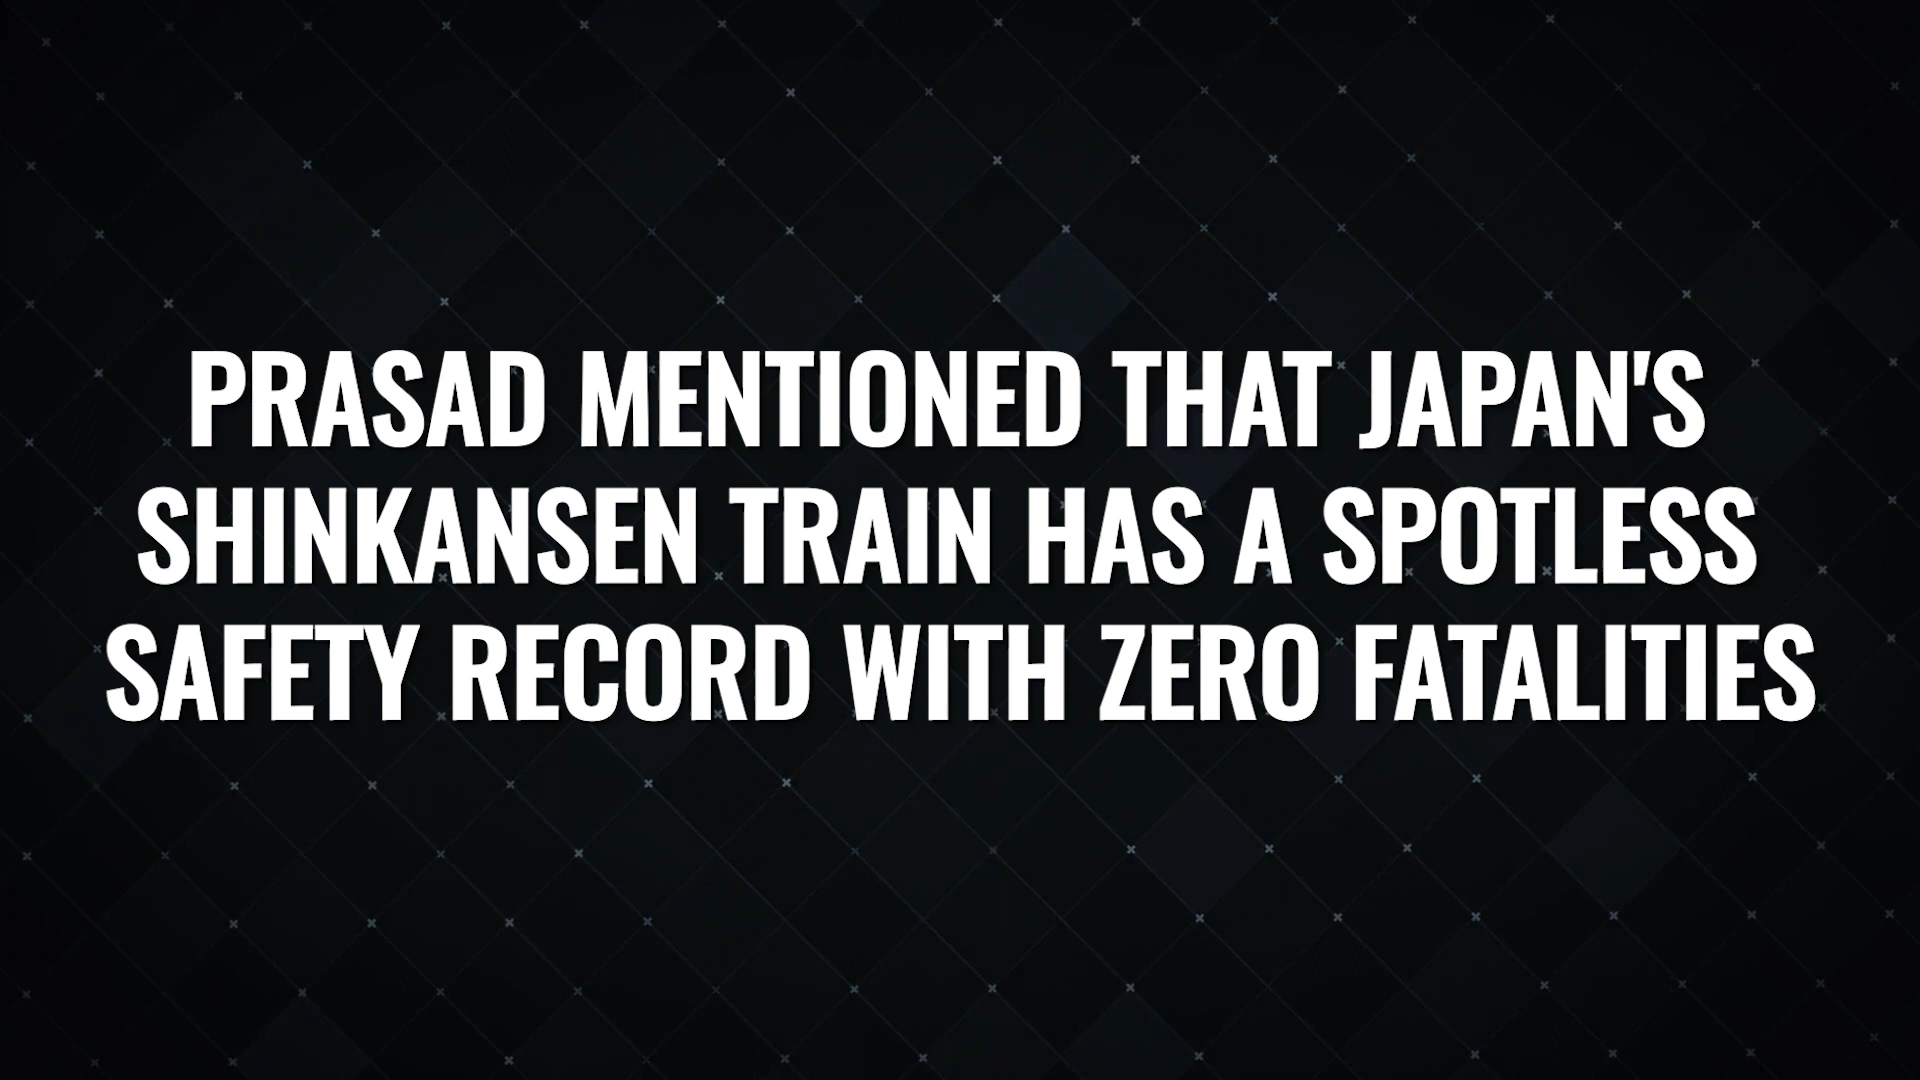 PRASAD MENTIONED THAT JAPAN'S
SHINKANSEN TRAIN HAS A SPOTLESS
SAFETY RECORD WITH ZERO FATALITIES